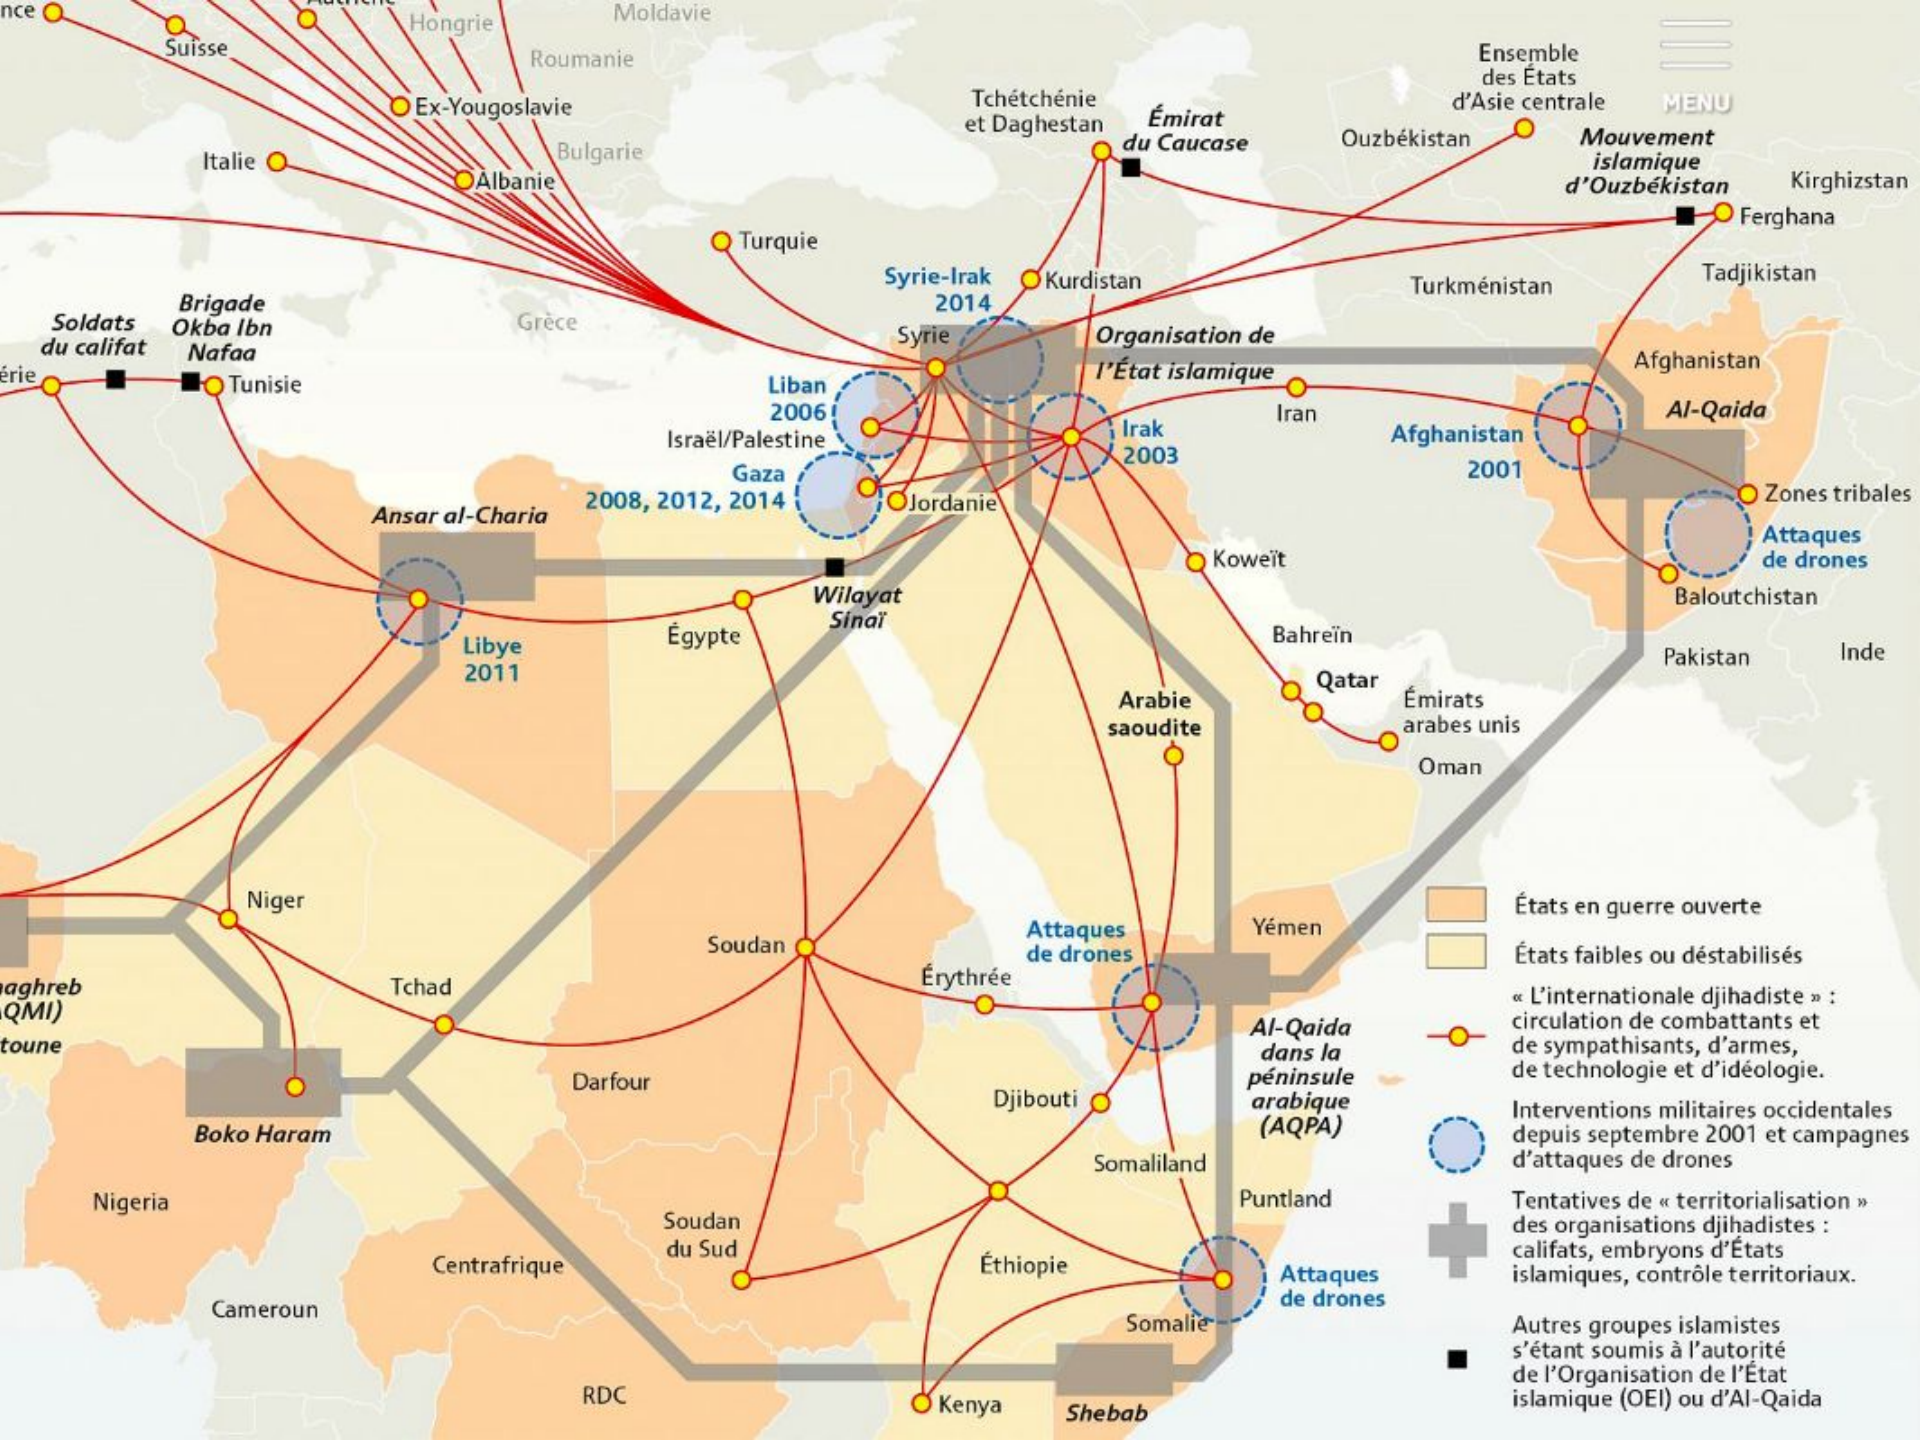 nce
Suisse
Autriche
Hongrie
Moldavie
Roumanie
Ex-Yougoslavie
Bulgarie
Italie
Albanie
Turquie
Grèce
Tchétchénie
et Daghestan
Émirat
du Caucase
Ensemble
des États
d'Asie centrale
MENU
Ouzbékistan
Mouvement
islamique
d'Ouzbékistan
Kirghizstan
Ferghana
Tadjikistan
Turkménistan
Soldats
du califat
Brigade
Okba Ibn
Nafaa
érie
Tunisie
Syrie-Irak
2014
Kurdistan
Syrie
Organisation de
l'État islamique
Liban
2006
Israël/Palestine
Gaza
2008, 2012, 2014
Jordanie
Irak
2003
Iran
Afghanistan
Al-Qaida
Afghanistan
2001
Zones tribales
Attaques
de drones
Baloutchistan
Pakistan
Inde
Ansar al-Charia
Libye
2011
Égypte
Wilayat
Sinaï
Koweït
Bahreïn
Qatar
Émirats
arabes unis
Oman
Arabie
saoudite
Niger
Tchad
Soudan
Érythrée
Attaques
de drones
Yémen
aghreb
AQMI)
toune
Boko Haram
Nigeria
Darfour
Djibouti
Al-Qaida
dans la
péninsule
arabique
(AQPA)
Somaliland
Puntland
Soudan
du Sud
Centrafrique
Éthiopie
Cameroun
Attaques
de drones
Somalie
RDC
Kenya
Shebab
États en guerre ouverte
États faibles ou déstabilisés
« L'internationale djihadiste » :
circulation de combattants et
de sympathisants, d'armes,
de technologie et d'idéologie.
Interventions militaires occidentales
depuis septembre 2001 et campagnes
d'attaques de drones
Tentatives de « territorialisation »
des organisations djihadistes :
califats, embryons d'États
islamiques, contrôle territoriaux.
Autres groupes islamistes
s'étant soumis à l'autorité
de l'Organisation de l'État
islamique (OEI) ou d'Al-Qaida